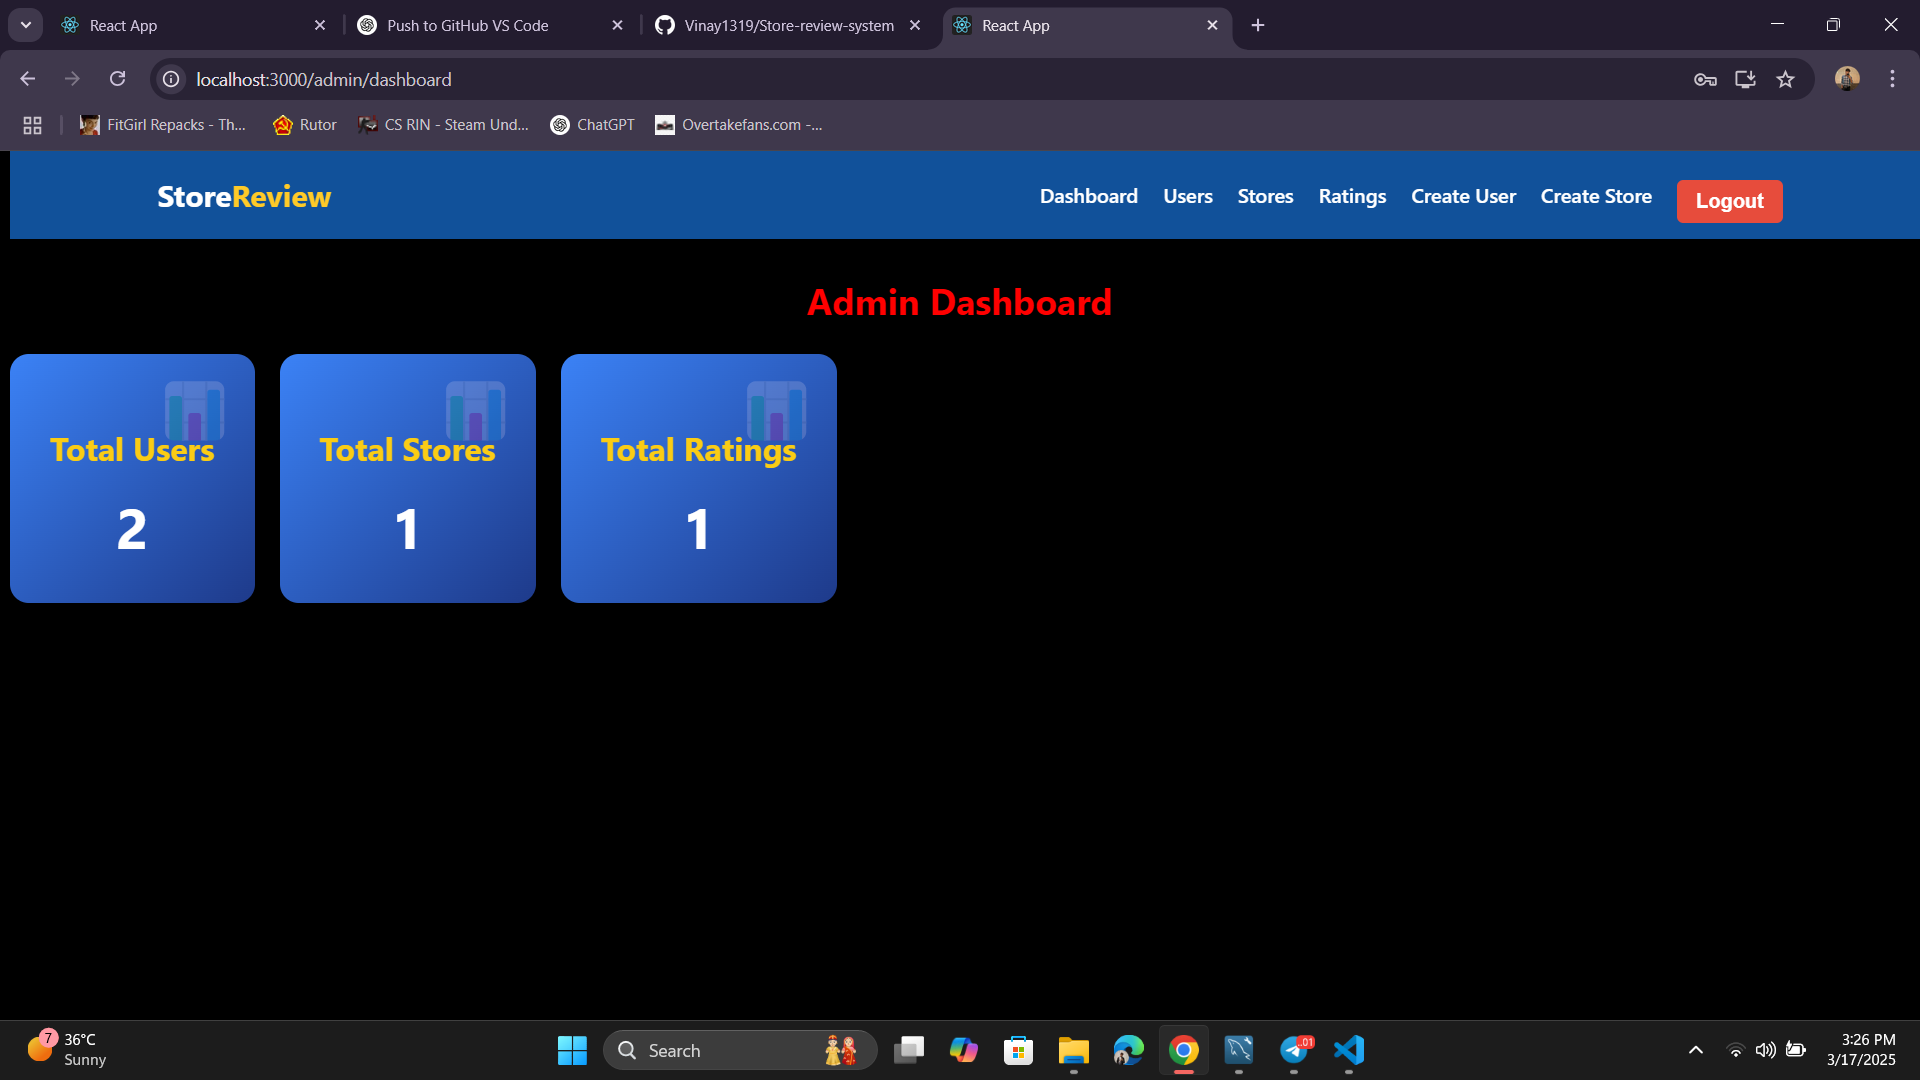 React App
Push to GitHub VS Code
Vinay1319/Store-review-system
React App
localhost:3000/admin/dashboard
FitGirl Repacks - Th...
Rutor
CS RIN - Steam Und...
ChatGPT
Overtakefans.com -...
StoreReview
Dashboard
Users
Stores
Ratings
Create User
Create Store
Logout
Admin Dashboard
Total Users
2
Total Stores
1
Total Ratings
1
7
36°C
Sunny
Search
..01
3:26 PM
3/17/2025